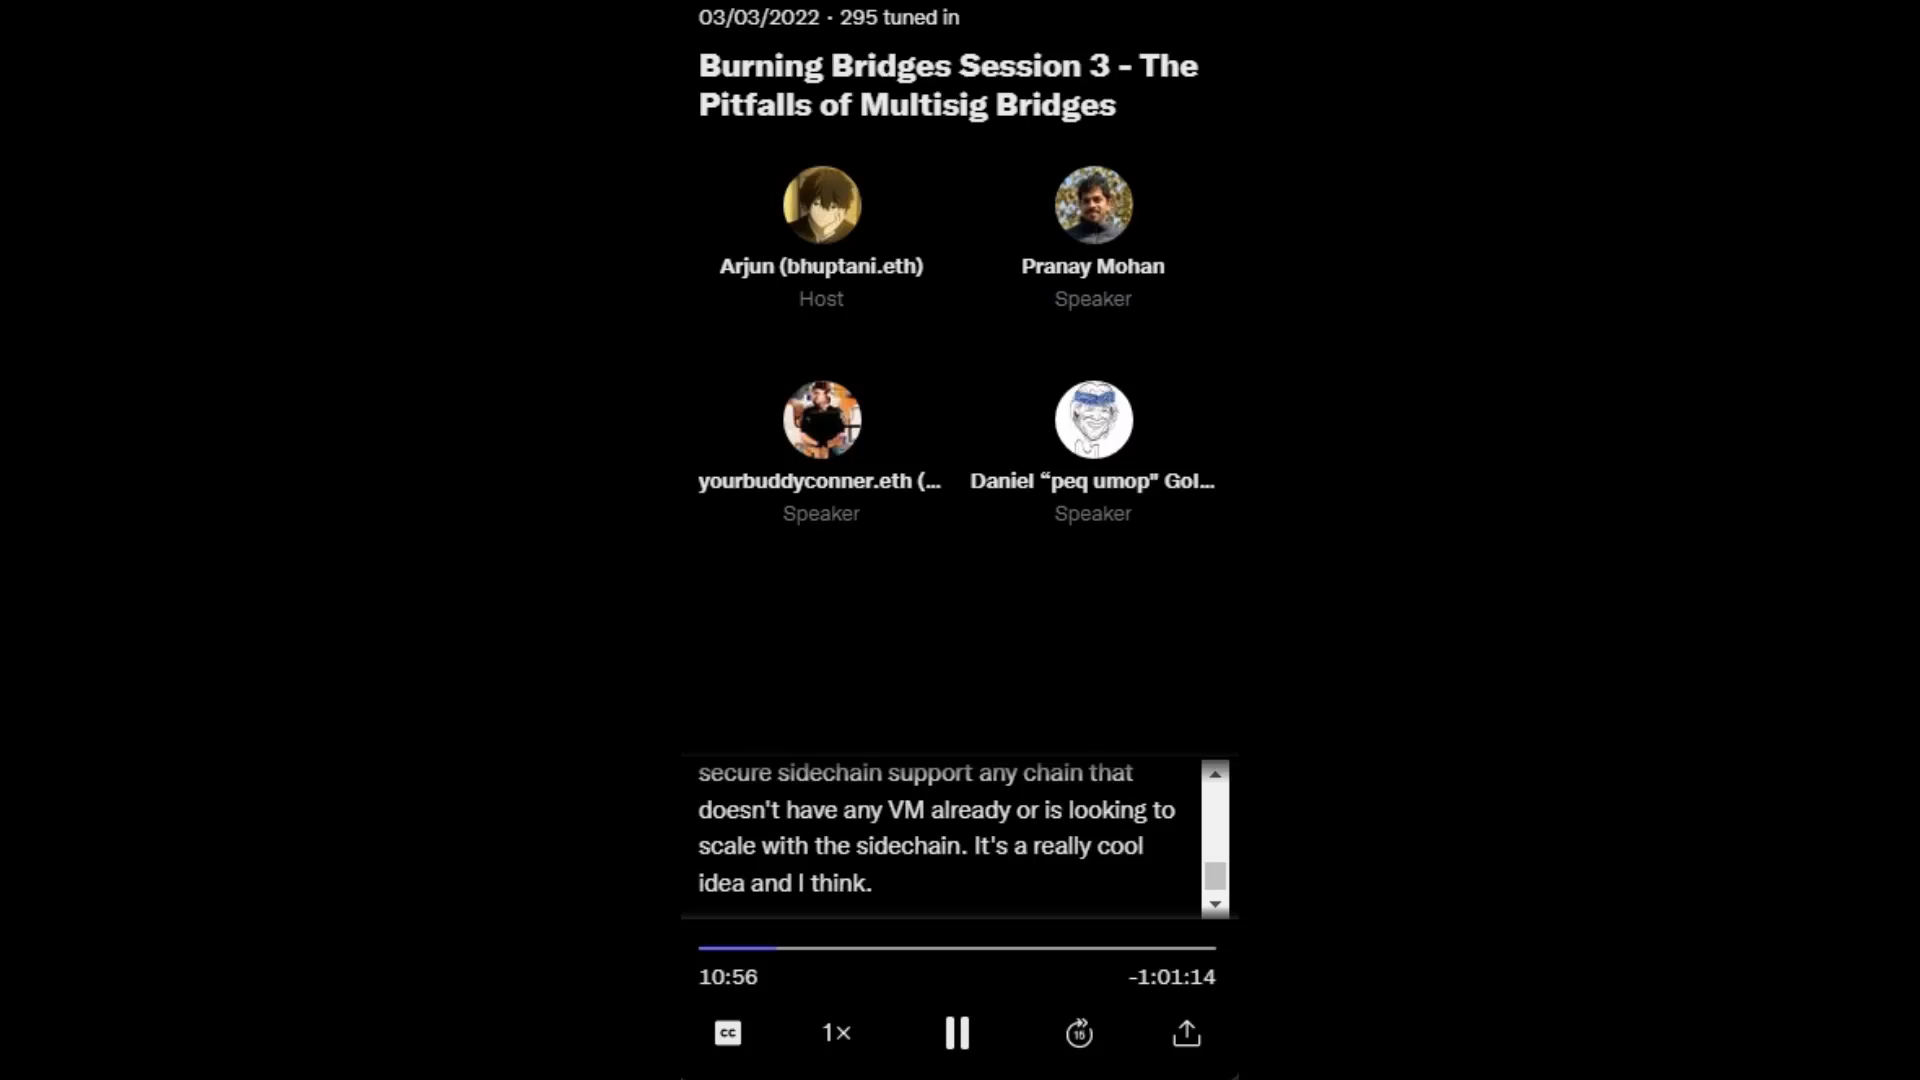 03/03/2022 · 295 tuned in
Burning Bridges Session 3 - The
Pitfalls of Multisig Bridges
Arjun (bhuptani.eth)
Host
Pranay Mohan
Speaker
yourbuddyconner.eth (...
Speaker
Daniel “peq umop" Gol...
Speaker
secure sidechain support any chain that
doesn't have any VM already or is looking to
scale with the sidechain. It's a really cool
idea and I think.
10:56
-1:01:14
CC
1×
15